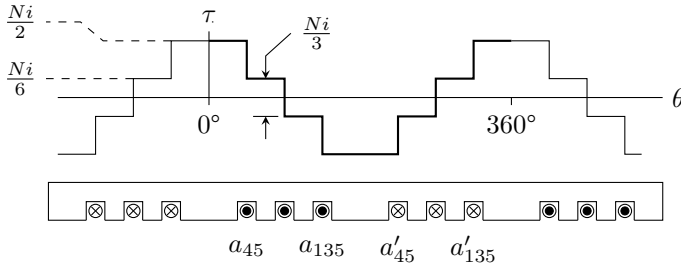 Ni/2
τ
Ni/3
Ni/6
θ
0° 360°
a₄₅ a₁₃₅ a′₄₅ a′₁₃₅